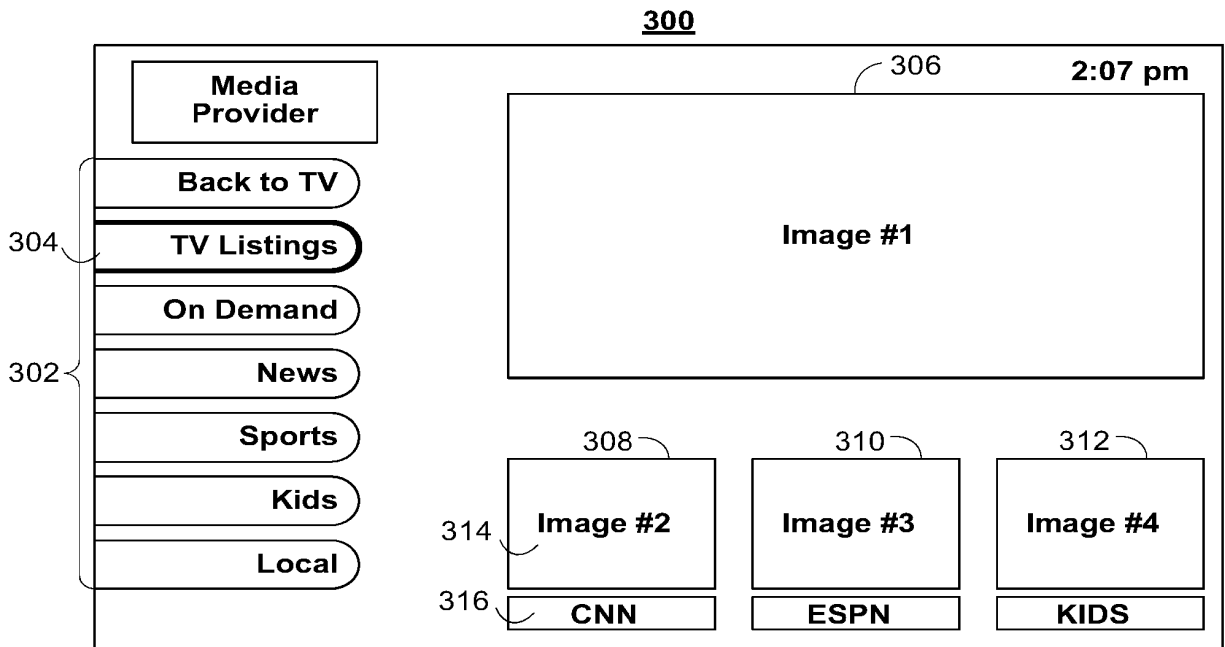 300
306
2:07 pm
Media
Provider
Back to TV
304
TV Listings
Image #1
On Demand
302
News
Sports
308
310
312
Kids
314
Image #2
Image #3
Image #4
Local
316
CNN
ESPN
KIDS